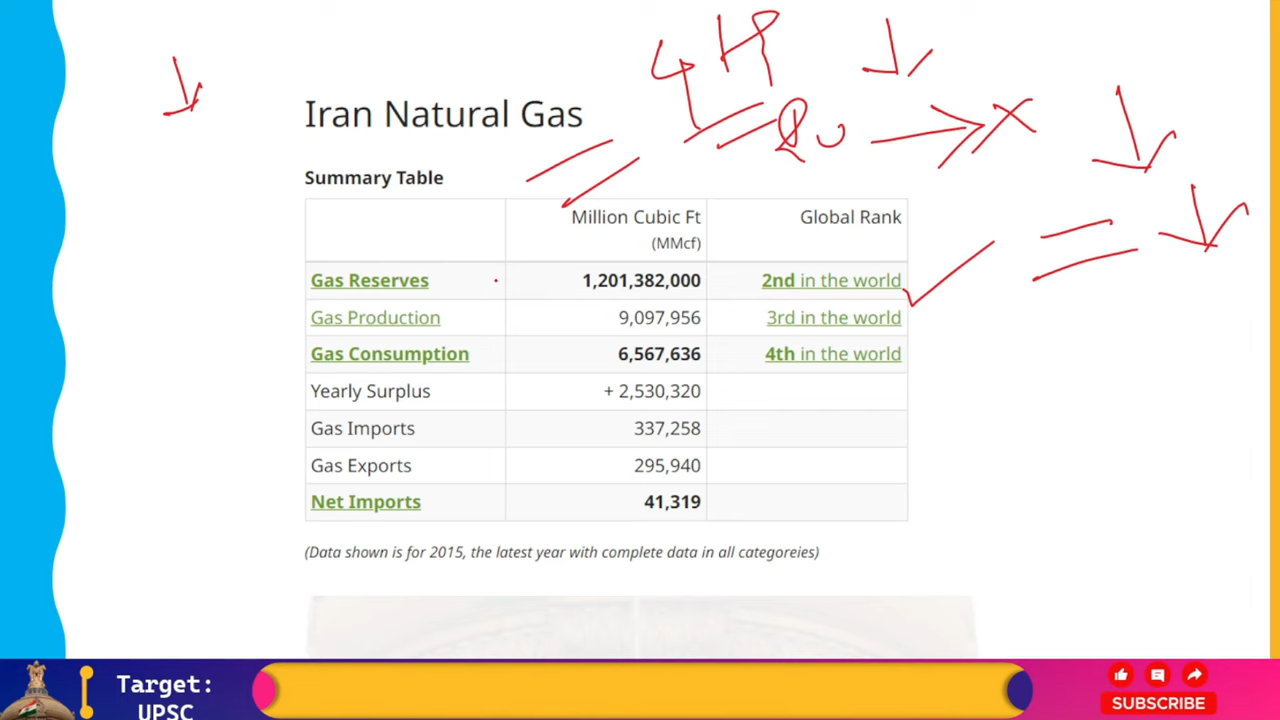 Iran Natural Gas
Summary Table
Million Cubic Ft (MMcf) Global Rank
Gas Reserves 1,201,382,000 2nd in the world
Gas Production 9,097,956 3rd in the world
Gas Consumption 6,567,636 4th in the world
Yearly Surplus + 2,530,320
Gas Imports 337,258
Gas Exports 295,940
Net Imports 41,319
(Data shown is for 2015, the latest year with complete data in all categoreies)
Target:
UPSC
SUBSCRIBE